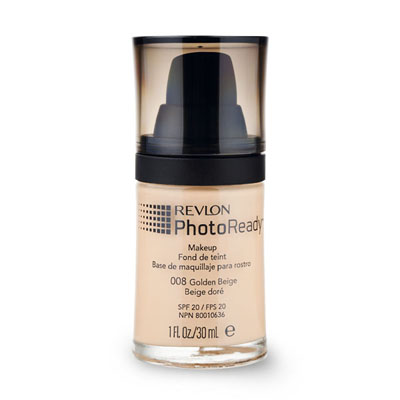 REVLON
PhotoReady™
Makeup
Fond de teint
Base de maquillaje para rostro
008 Golden Beige
Beige doré
SPF 20 / FPS 20
NPN 80010636
1 Fl. Oz./30 mL ℮